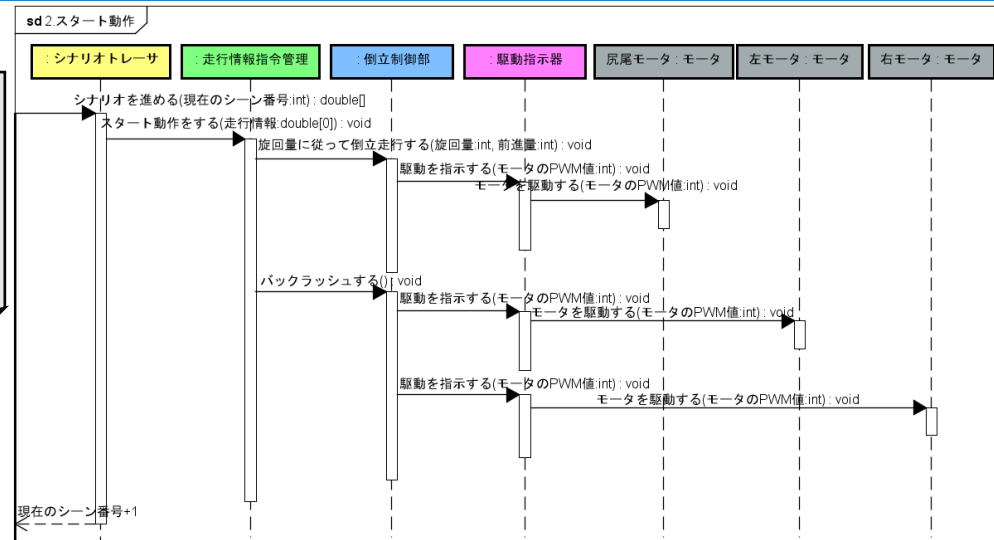 sd 2.スタート動作
: シナリオトレーサ
: 走行情報指令管理
: 倒立制御部
: 駆動指示器
尻尾モータ : モータ
左モータ : モータ
右モータ : モータ
シナリオを進める(現在のシーン番号:int) : double[]
スタート動作をする(走行情報:double[0]) : void
旋回量に従って倒立走行する(旋回量:int, 前進量:int) : void
駆動を指示する(モータのPWM値:int) : void
モータを駆動する(モータのPWM値:int) : void
バックラッシュする() : void
駆動を指示する(モータのPWM値:int) : void
モータを駆動する(モータのPWM値:int) : void
駆動を指示する(モータのPWM値:int) : void
モータを駆動する(モータのPWM値:int) : void
現在のシーン番号+1